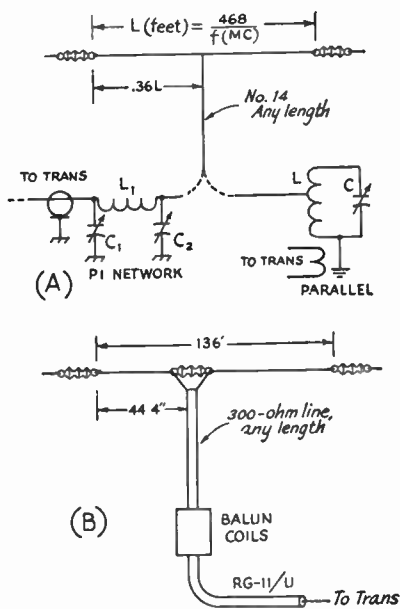 L (feet) = 468 / f(MC)
.36L
No. 14
Any length
TO TRANS
L₁
L
C
C₁
C₂
TO TRANS
(A)
PI NETWORK
PARALLEL
136'
44 4"
300-ohm line,
any length
(B)
BALUN
COILS
RG-11/U
To Trans